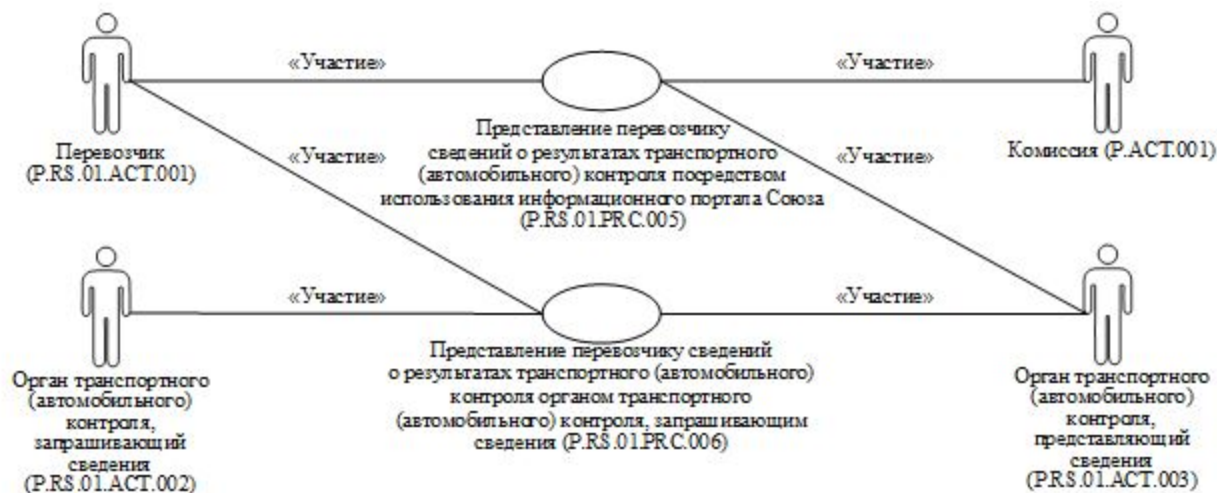 «Участие»
«Участие»
Перевозчик
(P.RS.01.ACT.001)
Представление перевозчику
сведений о результатах транспортного
(автомобильного) контроля посредством
использования информационного портала Союза
(P.RS.01.PRC.005)
Комиссия (P.ACT.001)
«Участие»
«Участие»
«Участие»
«Участие»
Орган транспортного
(автомобильного)
контроля,
запрашивающий
сведения
(P.RS.01.ACT.002)
Представление перевозчику сведений
о результатах транспортного (автомобильного)
контроля органом транспортного
(автомобильного) контроля, запрашивающим
сведения (P.RS.01.PRC.006)
Орган транспортного
(автомобильного)
контроля,
представляющий
сведения
(P.RS.01.ACT.003)